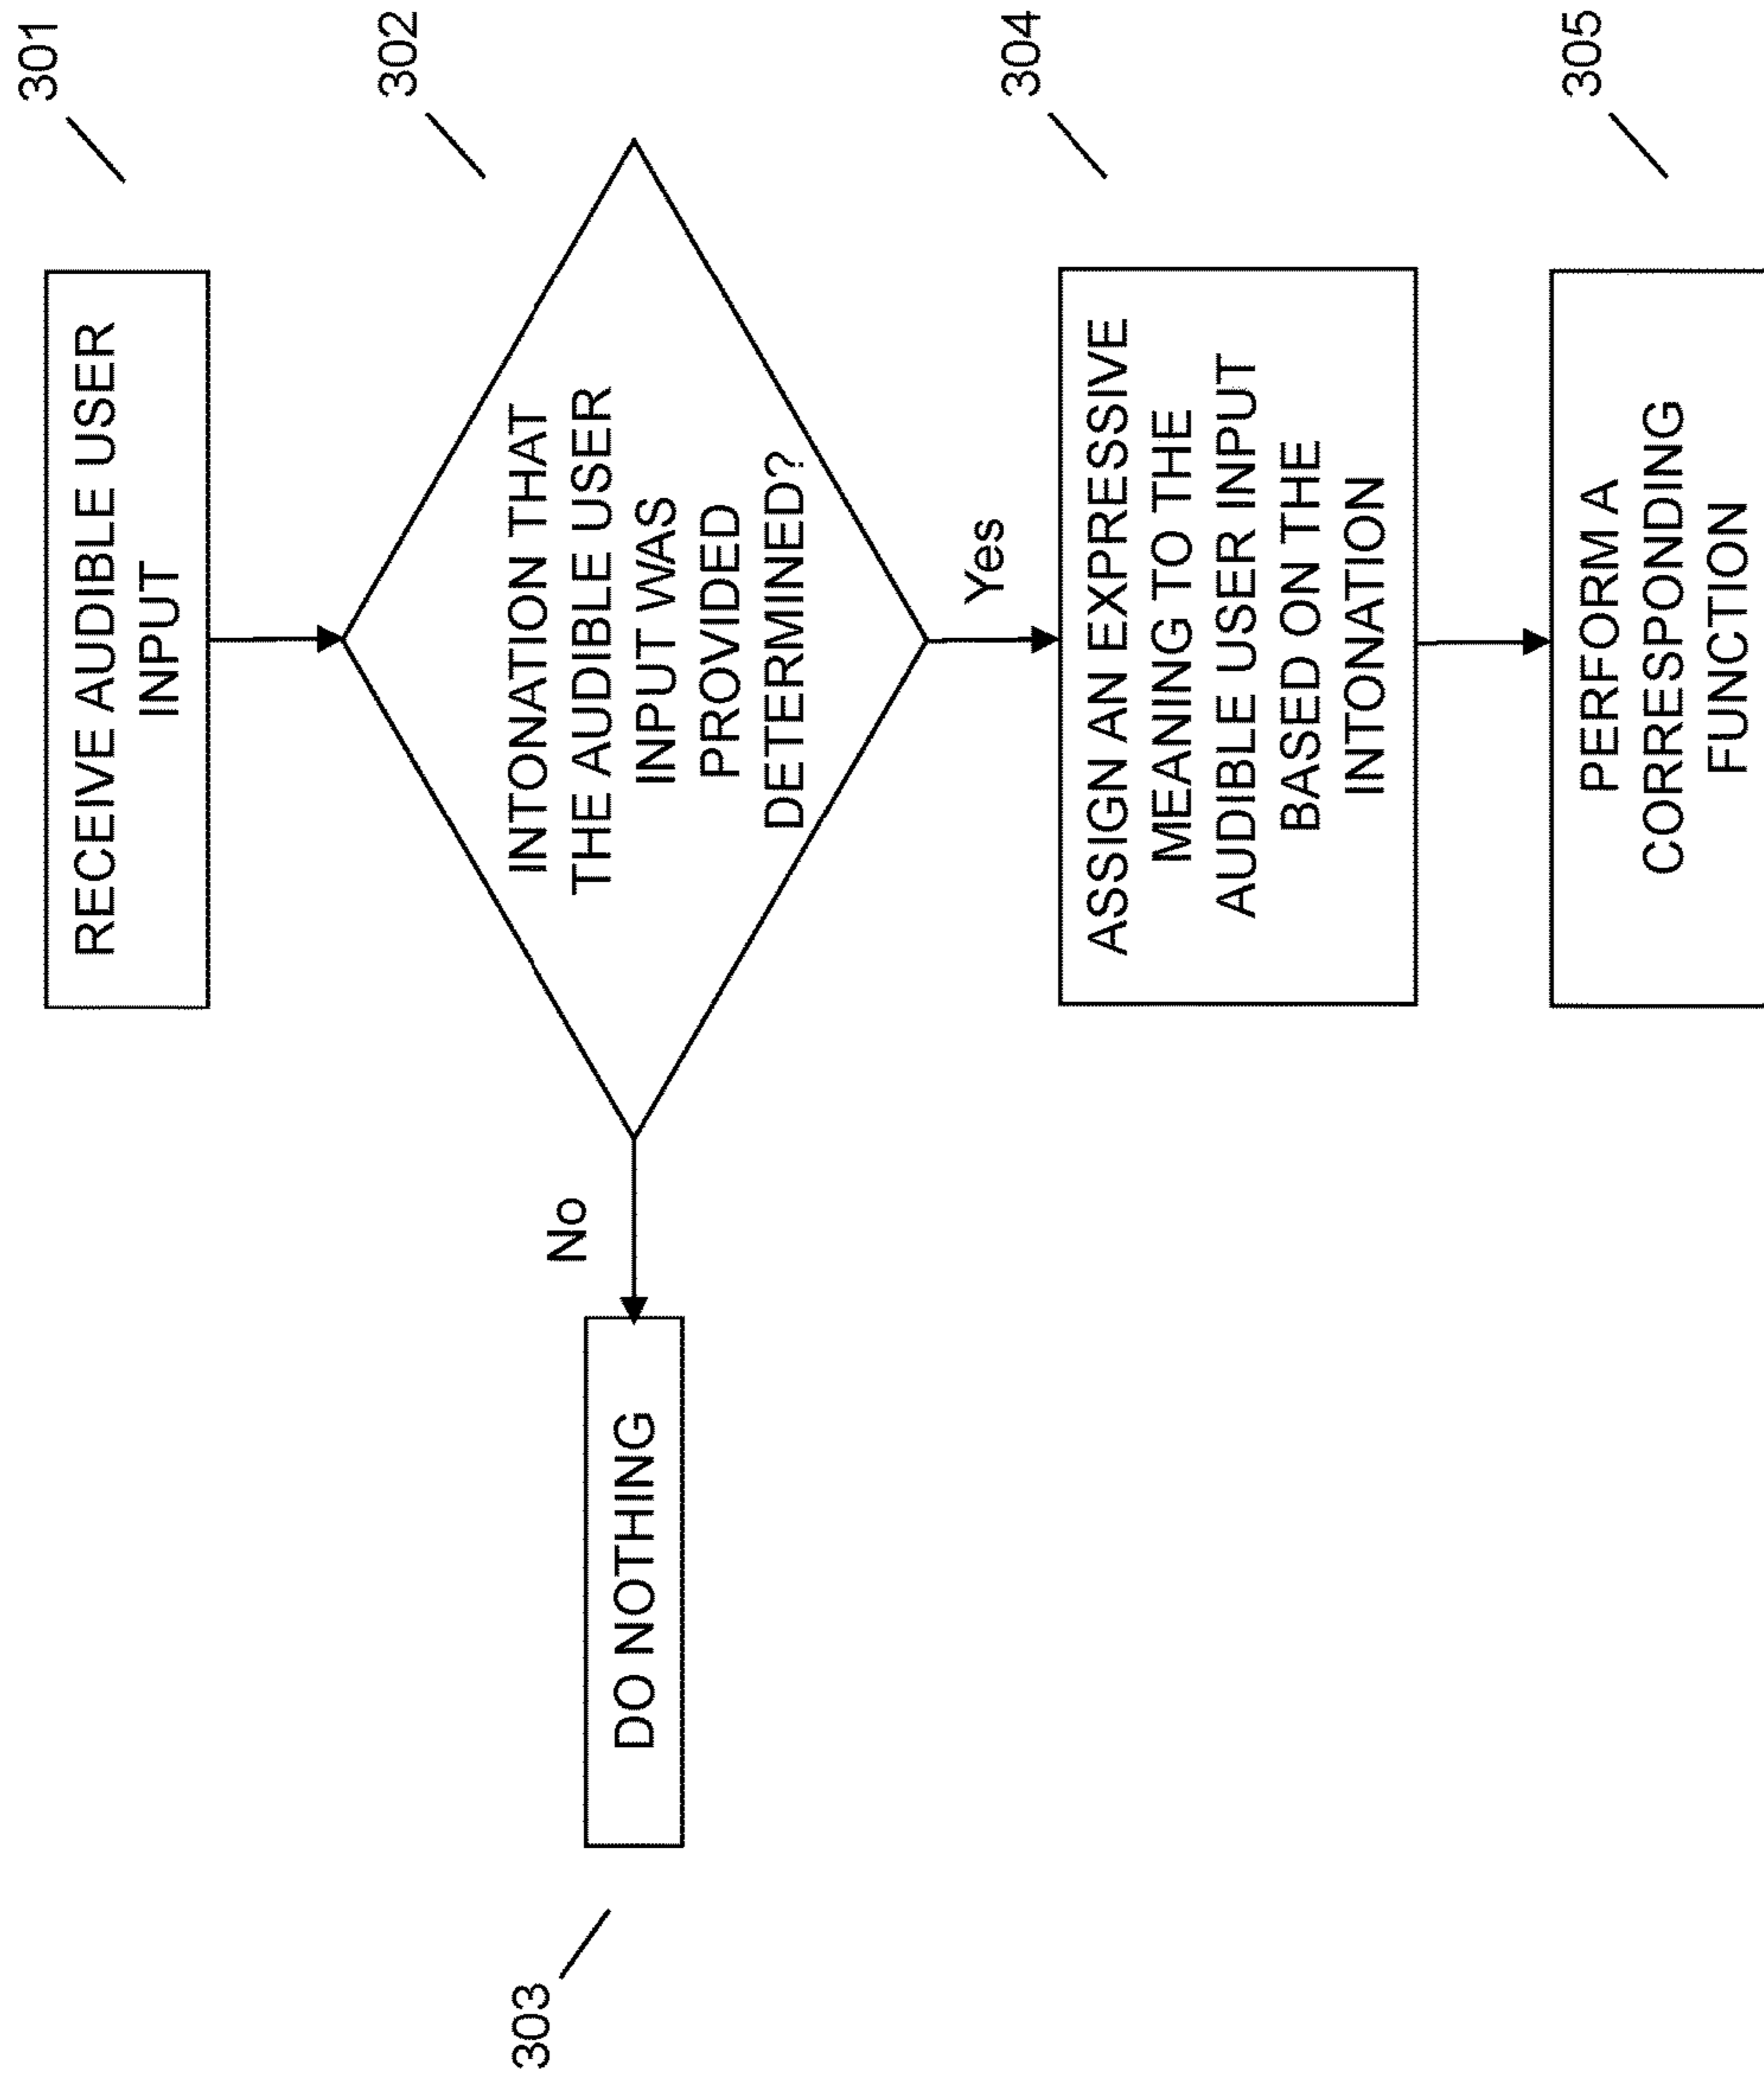 301
RECEIVE AUDIBLE USER
INPUT
302
INTONATION THAT
THE AUDIBLE USER
INPUT WAS
PROVIDED
DETERMINED?
No
303
DO NOTHING
Yes
304
ASSIGN AN EXPRESSIVE
MEANING TO THE
AUDIBLE USER INPUT
BASED ON THE
INTONATION
305
PERFORM A
CORRESPONDING
FUNCTION